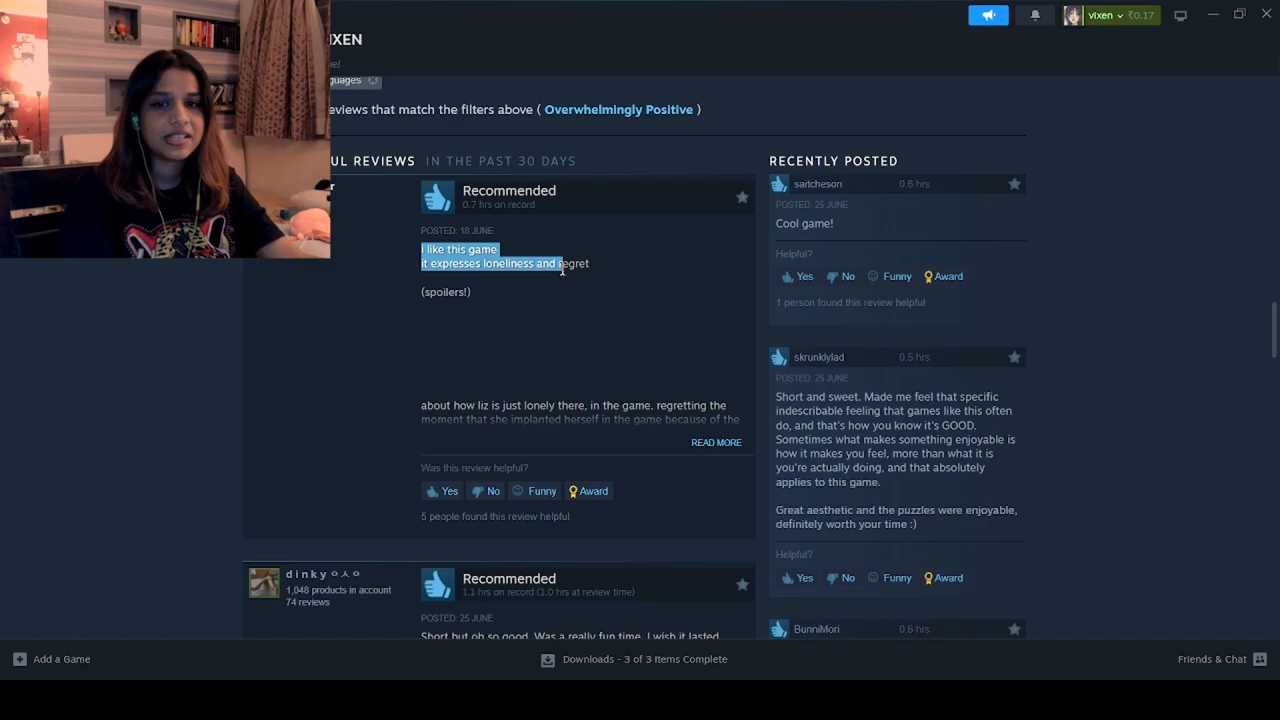 vixen ₹0.17
IXEN
nel
nguages
eviews that match the filters above ( Overwhelmingly Positive )
UL REVIEWS IN THE PAST 30 DAYS
r
Recommended
0.7 hrs on record
POSTED: 18 JUNE
i like this game
it expresses loneliness and regret
(spoilers!)
about how liz is just lonely there, in the game. regretting the
moment that she implanted herself in the game because of the
READ MORE
Was this review helpful?
Yes No Funny Award
5 people found this review helpful
d i n k y ㅇㅅㅇ
1,048 products in account
74 reviews
Recommended
1.1 hrs on record (1.0 hrs at review time)
POSTED: 25 JUNE
Short but oh so good. Was a really fun time. I wish it lasted
RECENTLY POSTED
saitcheson 0.6 hrs
POSTED: 25 JUNE
Cool game!
Helpful?
Yes No Funny Award
1 person found this review helpful
skrunklylad 0.5 hrs
POSTED: 25 JUNE
Short and sweet. Made me feel that specific
indescribable feeling that games like this often
do, and that's how you know it's GOOD.
Sometimes what makes something enjoyable is
how it makes you feel, more than what it is
you're actually doing, and that absolutely
applies to this game.
Great aesthetic and the puzzles were enjoyable,
definitely worth your time :)
Helpful?
Yes No Funny Award
BunniMori 0.6 hrs
Add a Game
Downloads - 3 of 3 Items Complete
Friends & Chat